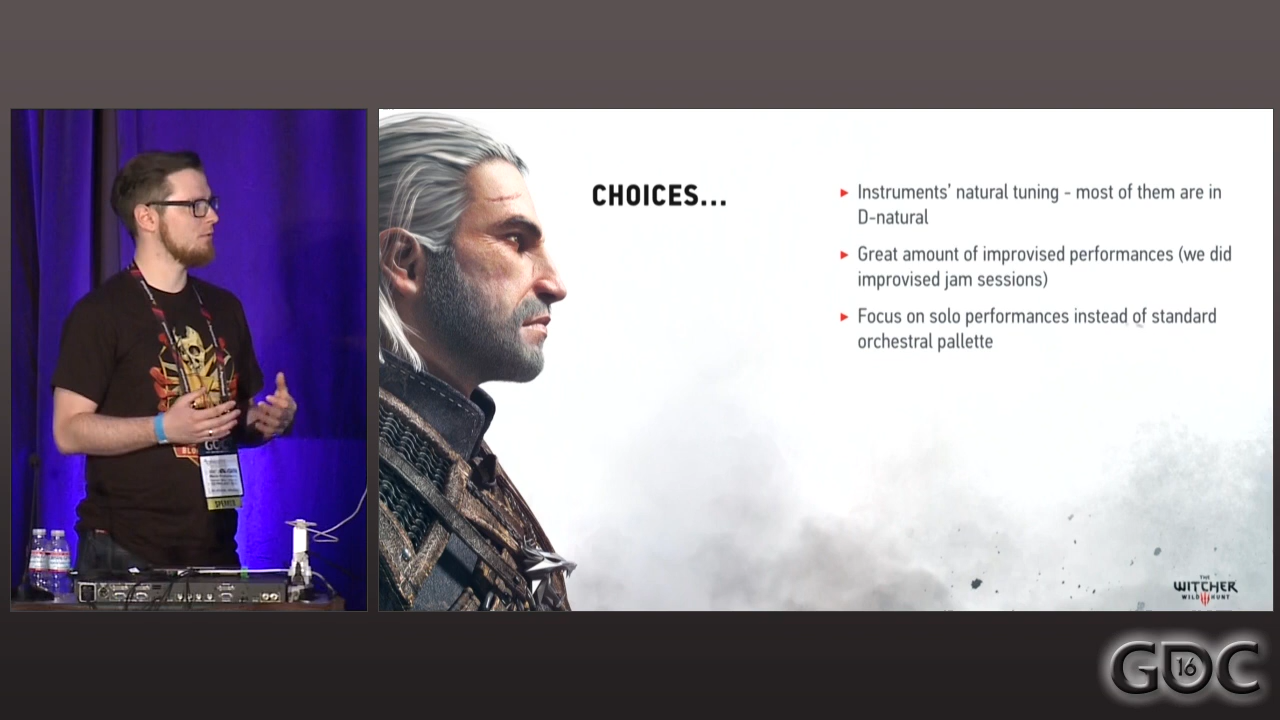 CHOICES...
▸ Instruments’ natural tuning - most of them are in
D-natural
▸ Great amount of improvised performances (we did
improvised jam sessions)
▸ Focus on solo performances instead of standard
orchestral pallette
THE
WITCHER
WILD HUNT
SPEAKER
GDC
16